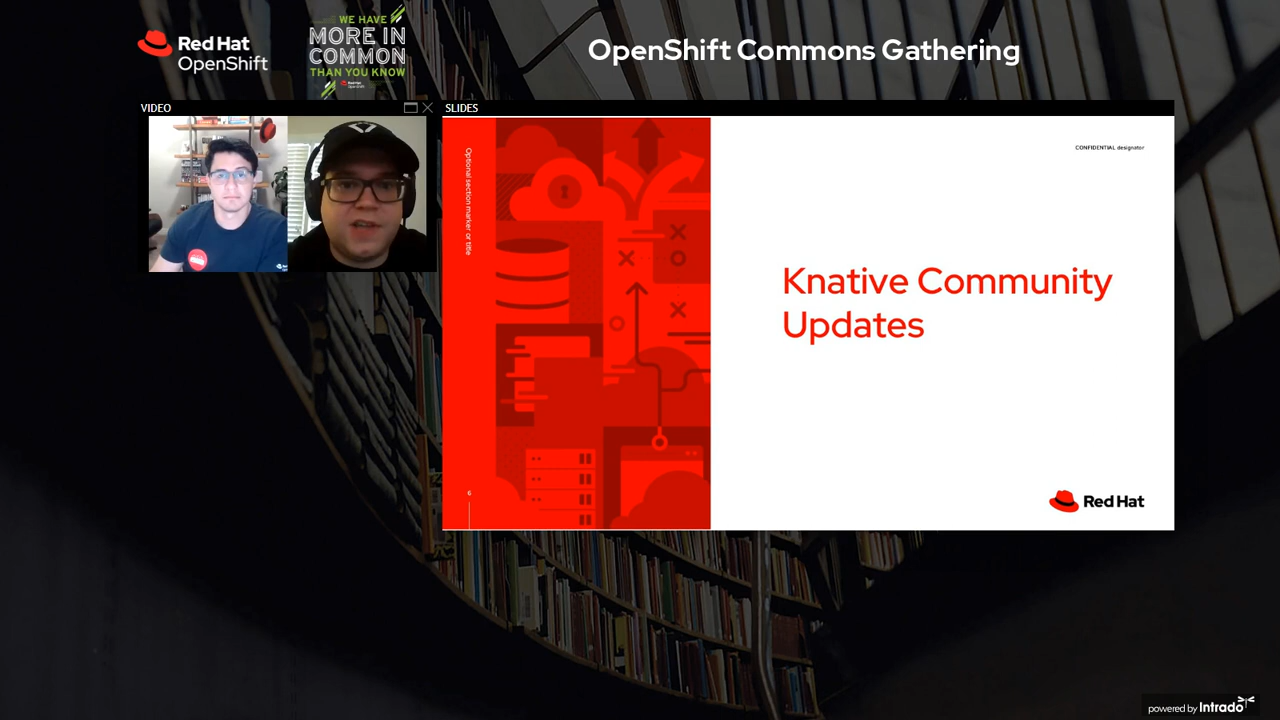 Red Hat
OpenShift
WE HAVE
MORE IN
COMMON
THAN YOU KNOW
OpenShift Commons Gathering
VIDEO
SLIDES
Optional section marker or title
CONFIDENTIAL designator
Knative Community
Updates
6
Red Hat
powered by Intrado